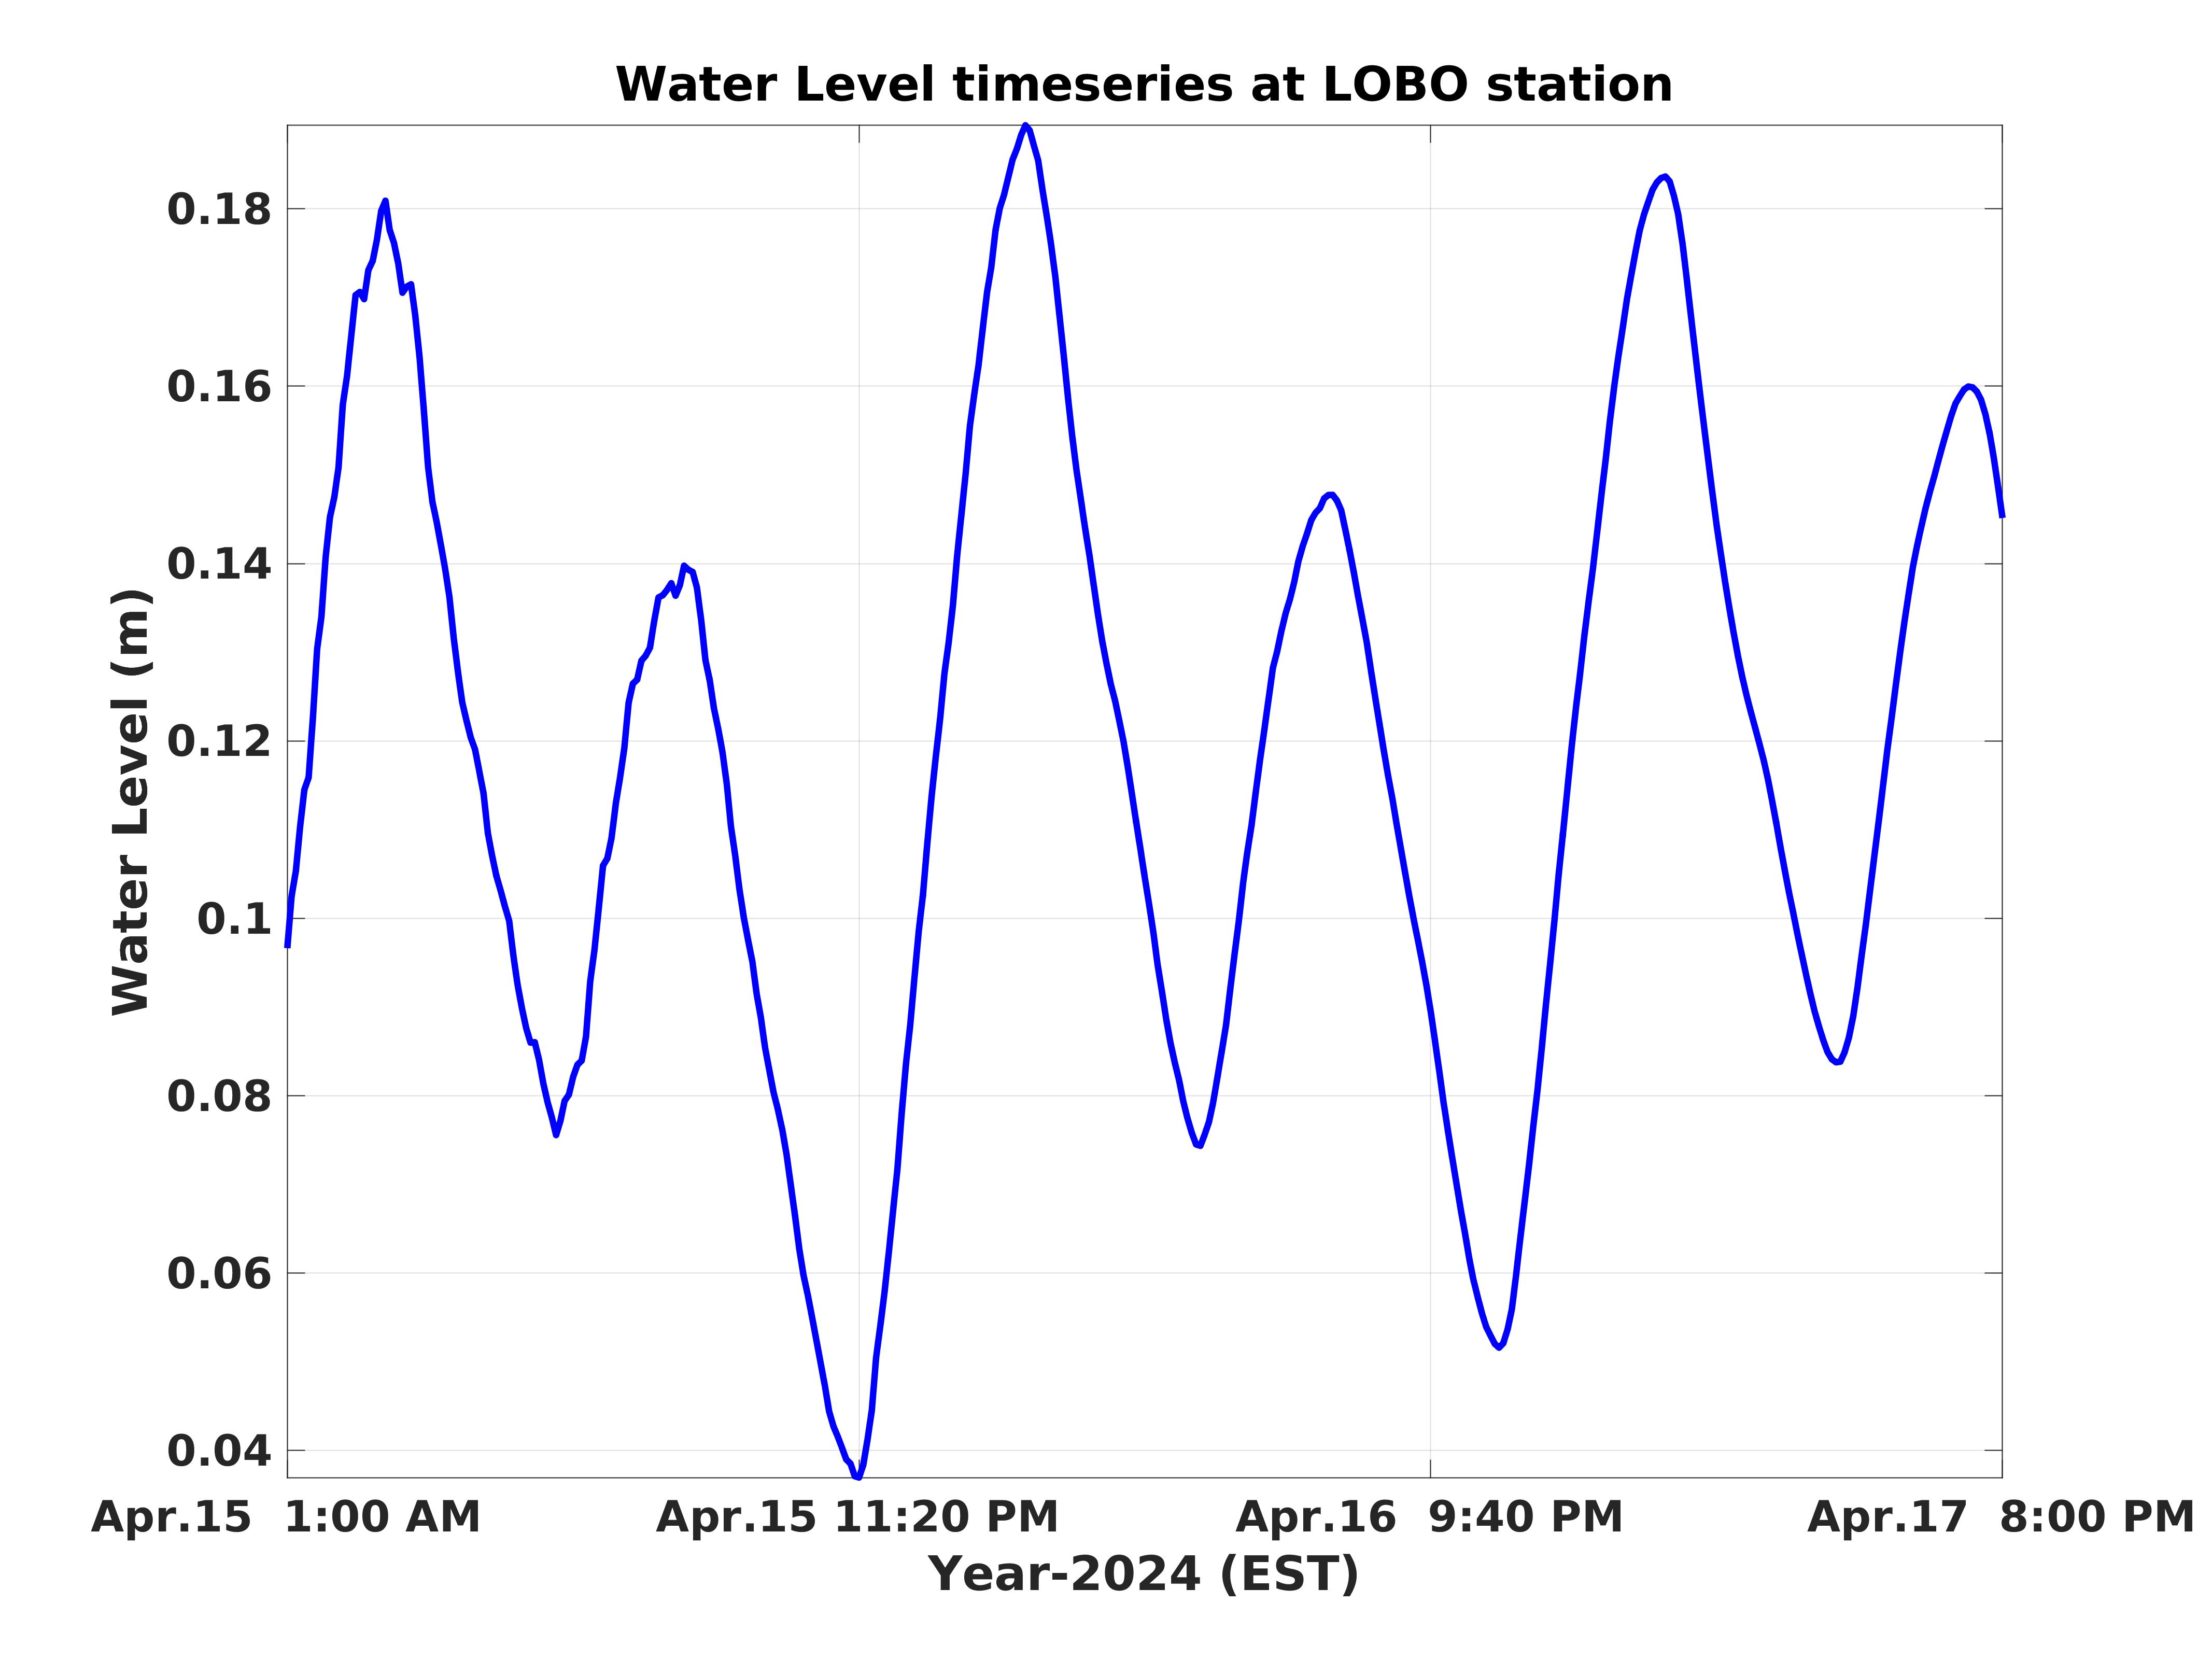 Water Level timeseries at LOBO station
Water Level (m)
0.18
0.16
0.14
0.12
0.1
0.08
0.06
0.04
Apr.15  1:00 AM
Apr.15 11:20 PM
Apr.16  9:40 PM
Apr.17  8:00 PM
Year-2024 (EST)